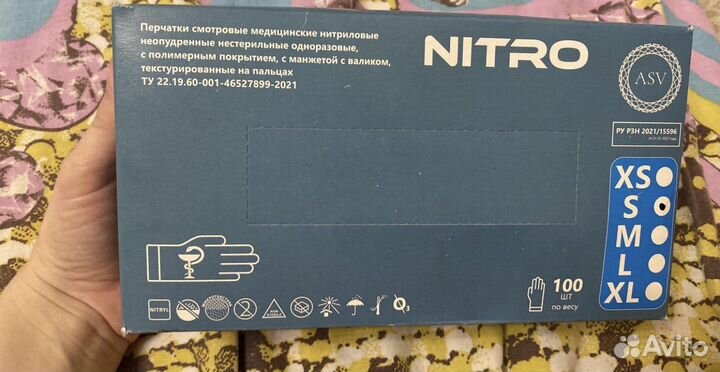 Перчатки смотровые медицинские нитриловые
неопудренные нестерильные одноразовые,
с полимерным покрытием, с манжетой с валиком,
текстурированные на пальцах
ТУ 22.19.60-001-46527899-2021
NITRO
ASV
РУ РЗН 2021/15596
XS
S
M
L
XL
NITRYL
100
ШТ
по весу
Avito